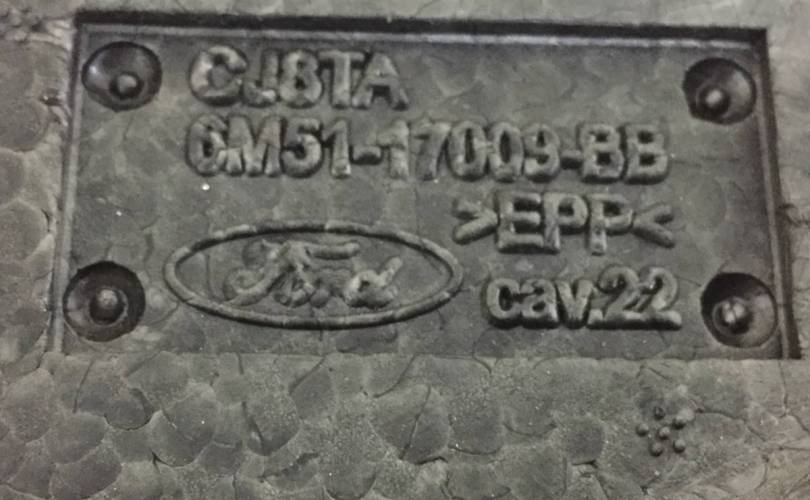 CJ8TA
6M51-17009-BB
>EPP<
Ford
cav.22